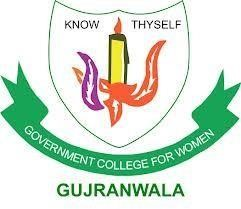 KNOW THYSELF
GOVERNMENT COLLEGE FOR WOMEN
GUJRANWALA